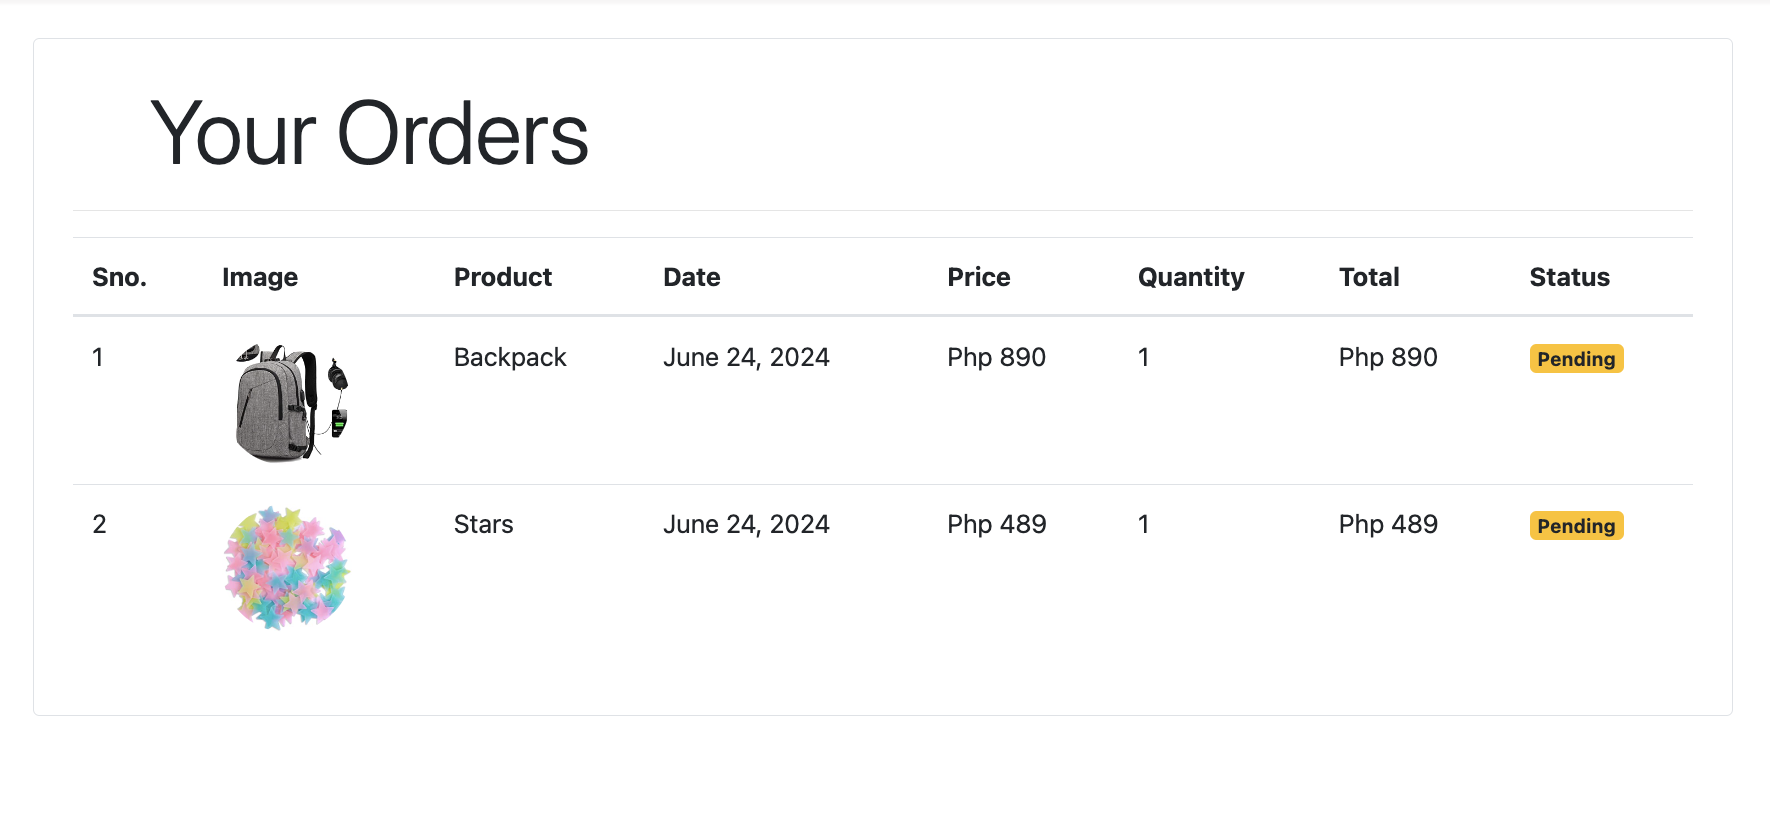 Your Orders
Sno. Image Product Date Price Quantity Total Status
1 Backpack June 24, 2024 Php 890 1 Php 890 Pending
2 Stars June 24, 2024 Php 489 1 Php 489 Pending